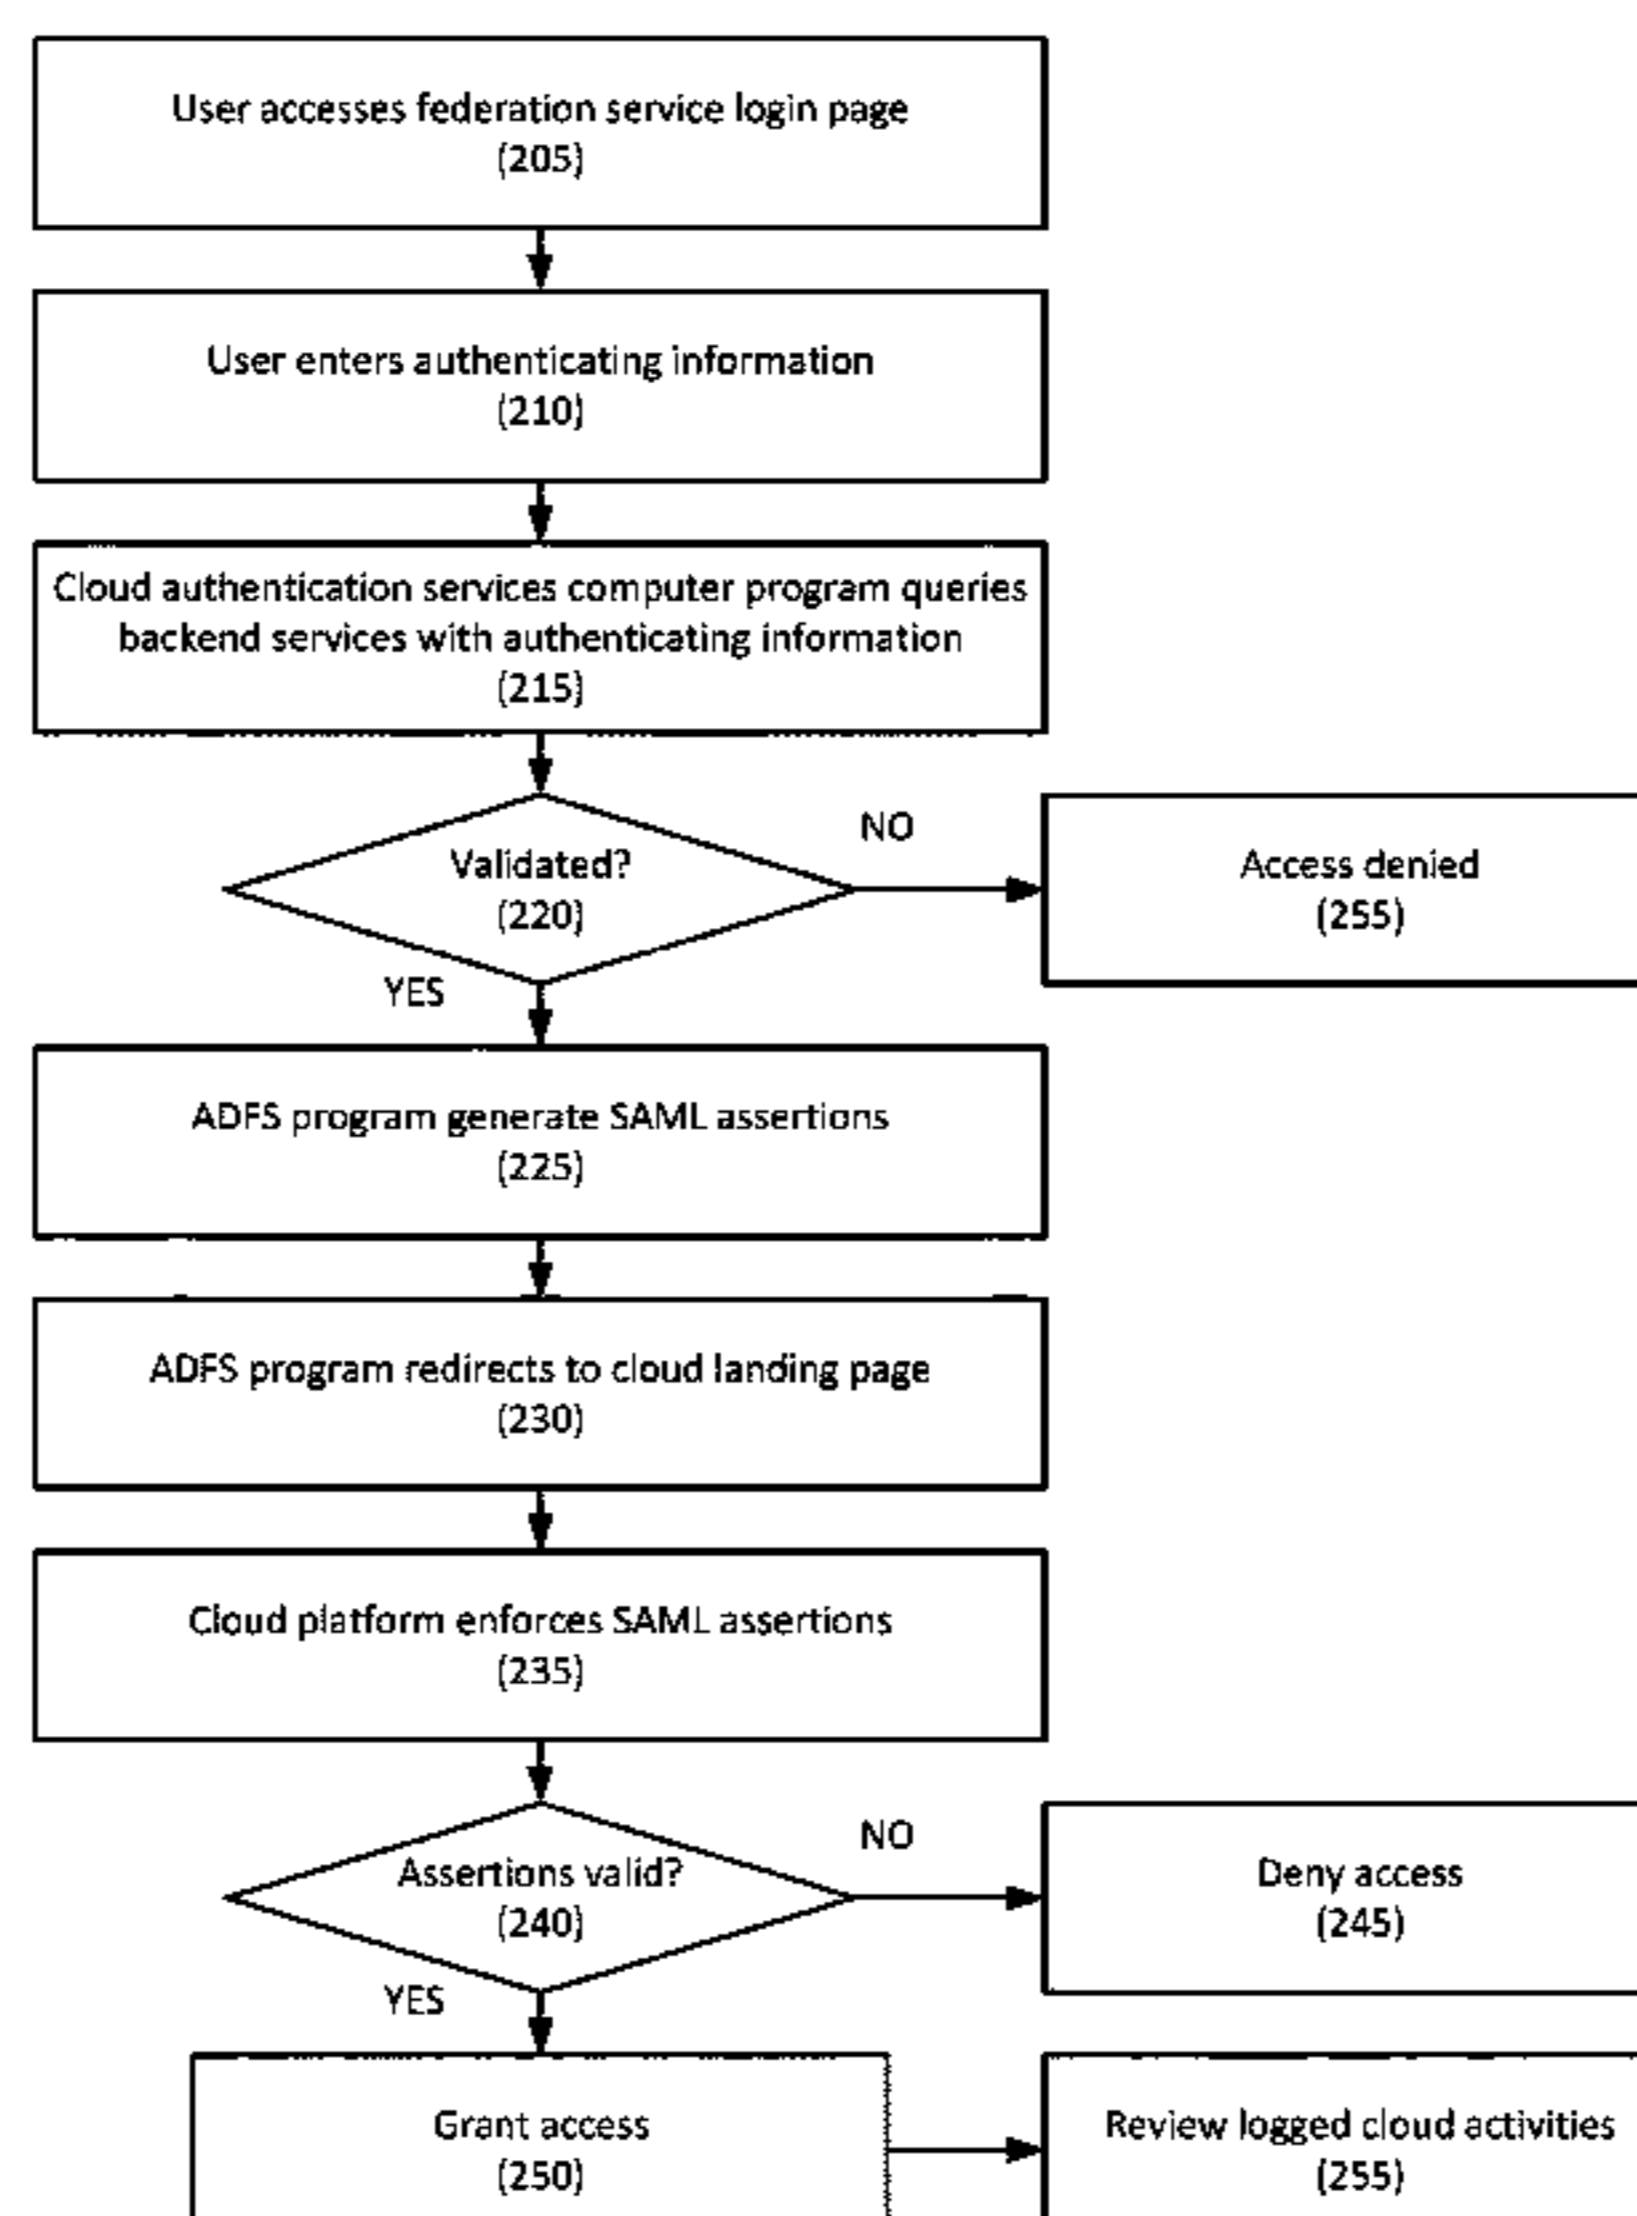 User accesses federation service login page
(205)
User enters authenticating information
(210)
Cloud authentication services computer program queries
backend services with authenticating information
(215)
Validated?
(220)
NO
Access denied
(255)
YES
ADFS program generate SAML assertions
(225)
ADFS program redirects to cloud landing page
(230)
Cloud platform enforces SAML assertions
(235)
Assertions valid?
(240)
NO
Deny access
(245)
YES
Grant access
(250)
Review logged cloud activities
(255)